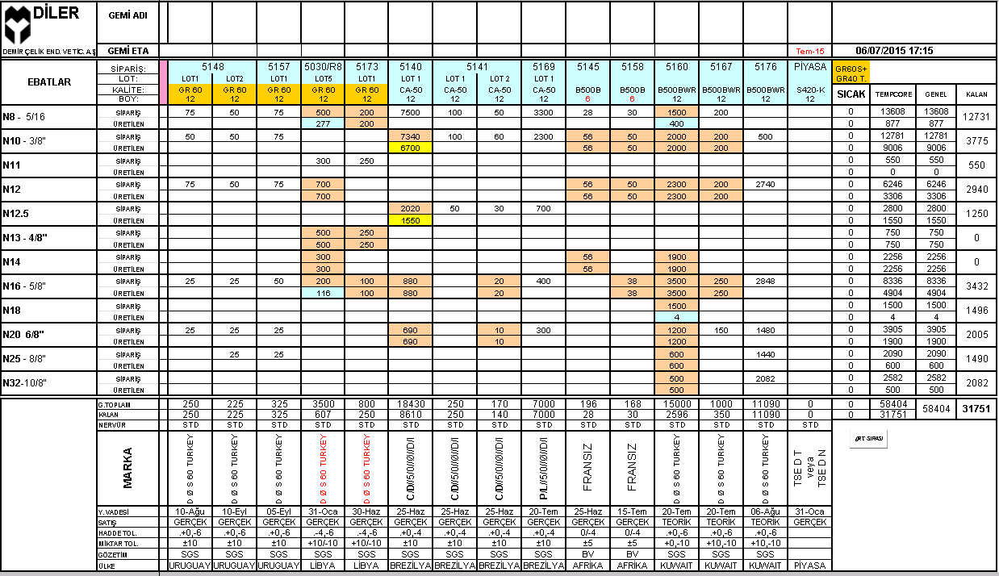 DİLER
DEMİR ÇELİK END. VE TİC. A.Ş
GEMİ ADI
GEMİ ETA Tem-15 06/07/2015 17:15
EBATLAR
SİPARİŞ: 5148 5157 5030/R8 5173 5140 5141 5169 5145 5158 5160 5167 5176 PİYASA GR60S+
LOT: LOT1 LOT2 LOT1 LOT5 LOT1 LOT 1 LOT 1 LOT 2 LOT 1 GR40 T.
KALİTE: GR 60 GR 60 GR 60 GR 60 GR 60 CA-50 CA-50 CA-50 CA-50 B500B B500B B500BWR B500BWR B500BWR S420-K SICAK TEMPCORE GENEL KALAN
BOY: 12 12 12 12 12 12 12 12 12 6 6 12 12 12 12
N8 - 5/16 SİPARİŞ 75 50 75 500 200 7500 100 50 3300 28 30 1500 200 0 13608 13608 12731
ÜRETİLEN 277 200 400 0 877 877
N10 - 3/8" SİPARİŞ 50 50 75 7340 100 60 2300 56 50 2000 200 500 0 12781 12781 3775
ÜRETİLEN 6700 56 50 2000 200 0 9006 9006
N11 SİPARİŞ 300 250 0 550 550 550
ÜRETİLEN 0 0 0
N12 SİPARİŞ 75 50 75 700 56 50 2300 200 2740 0 6246 6246 2940
ÜRETİLEN 700 56 50 2300 200 0 3306 3306
N12.5 SİPARİŞ 2020 50 30 700 0 2800 2800 1250
ÜRETİLEN 1550 0 1550 1550
N13 - 4/8" SİPARİŞ 500 250 0 750 750 0
ÜRETİLEN 500 250 0 750 750
N14 SİPARİŞ 300 56 1900 0 2256 2256 0
ÜRETİLEN 300 56 1900 0 2256 2256
N16 - 5/8" SİPARİŞ 25 25 50 200 100 880 20 400 38 3500 250 2848 0 8336 8336 3432
ÜRETİLEN 116 100 880 20 38 3500 250 0 4904 4904
N18 SİPARİŞ 1500 0 1500 1500 1496
ÜRETİLEN 4 0 4 4
N20 6/8" SİPARİŞ 25 25 25 690 10 300 1200 150 1480 0 3905 3905 2005
ÜRETİLEN 690 10 1200 0 1900 1900
N25 - 8/8" SİPARİŞ 25 25 600 1440 0 2090 2090 1490
ÜRETİLEN 600 0 600 600
N32-10/8" SİPARİŞ 500 2082 0 2582 2582 2082
ÜRETİLEN 500 0 500 500
G.TOPLAM 250 225 325 3500 800 18430 250 170 7000 196 168 15000 1000 11090 0 0 58404 58404 31751
KALAN 250 225 325 607 250 8610 250 140 7000 28 30 2596 350 11090 0 0 31751
NERVÜR STD STD STD STD STD STD STD STD STD STD STD STD STD STD STD
MARKA D Ø S 60 TURKEY D Ø S 60 TURKEY D Ø S 60 TURKEY D Ø S 60 TURKEY D Ø S 60 TURKEY C/D//5/0//Ø//D/I C/D//5/0//Ø//D/I C/D//5/0//Ø//D/I P/L//5/0//Ø//D/I FRANSIZ FRANSIZ D Ø S 60 TURKEY D Ø S 60 TURKEY D Ø S 60 TURKEY TSE D T veya TSE D N
ÜRT. SIRASI
Y.VADESİ 10-Ağu 10-Eyl 05-Eyl 31-Oca 30-Haz 25-Haz 25-Haz 25-Haz 20-Tem 25-Haz 15-Tem 20-Tem 20-Tem 06-Ağu 31-Oca
SATIŞ GERÇEK GERÇEK GERÇEK GERÇEK GERÇEK GERÇEK GERÇEK GERÇEK GERÇEK GERÇEK GERÇEK TEORİK TEORİK TEORİK GERÇEK
HADDE TOL. .+0,-6 .+0,-6 .+0,-6 .-4,-6 .-4,-6 .+0,-4 .+0,-4 .+0,-4 .+0,-4 0/-4 0/-4 .+0,-6 .+0,-6 .+0,-6
MİKTAR TOL. ±10 ±10 ±10 +10/-10 +10/-10 ±10 ±10 ±10 ±10 ±5 ±5 +0,-10 +10,-10 +10,-10
GÖZETİM SGS SGS SGS SGS SGS SGS SGS SGS SGS BV BV SGS SGS SGS
ÜLKE URUGUAY URUGUAY URUGUAY LİBYA LİBYA BREZİLYA BREZİLYA BREZİLYA BREZİLYA AFRİKA AFRİKA KUWAIT KUWAIT KUWAIT PİYASA